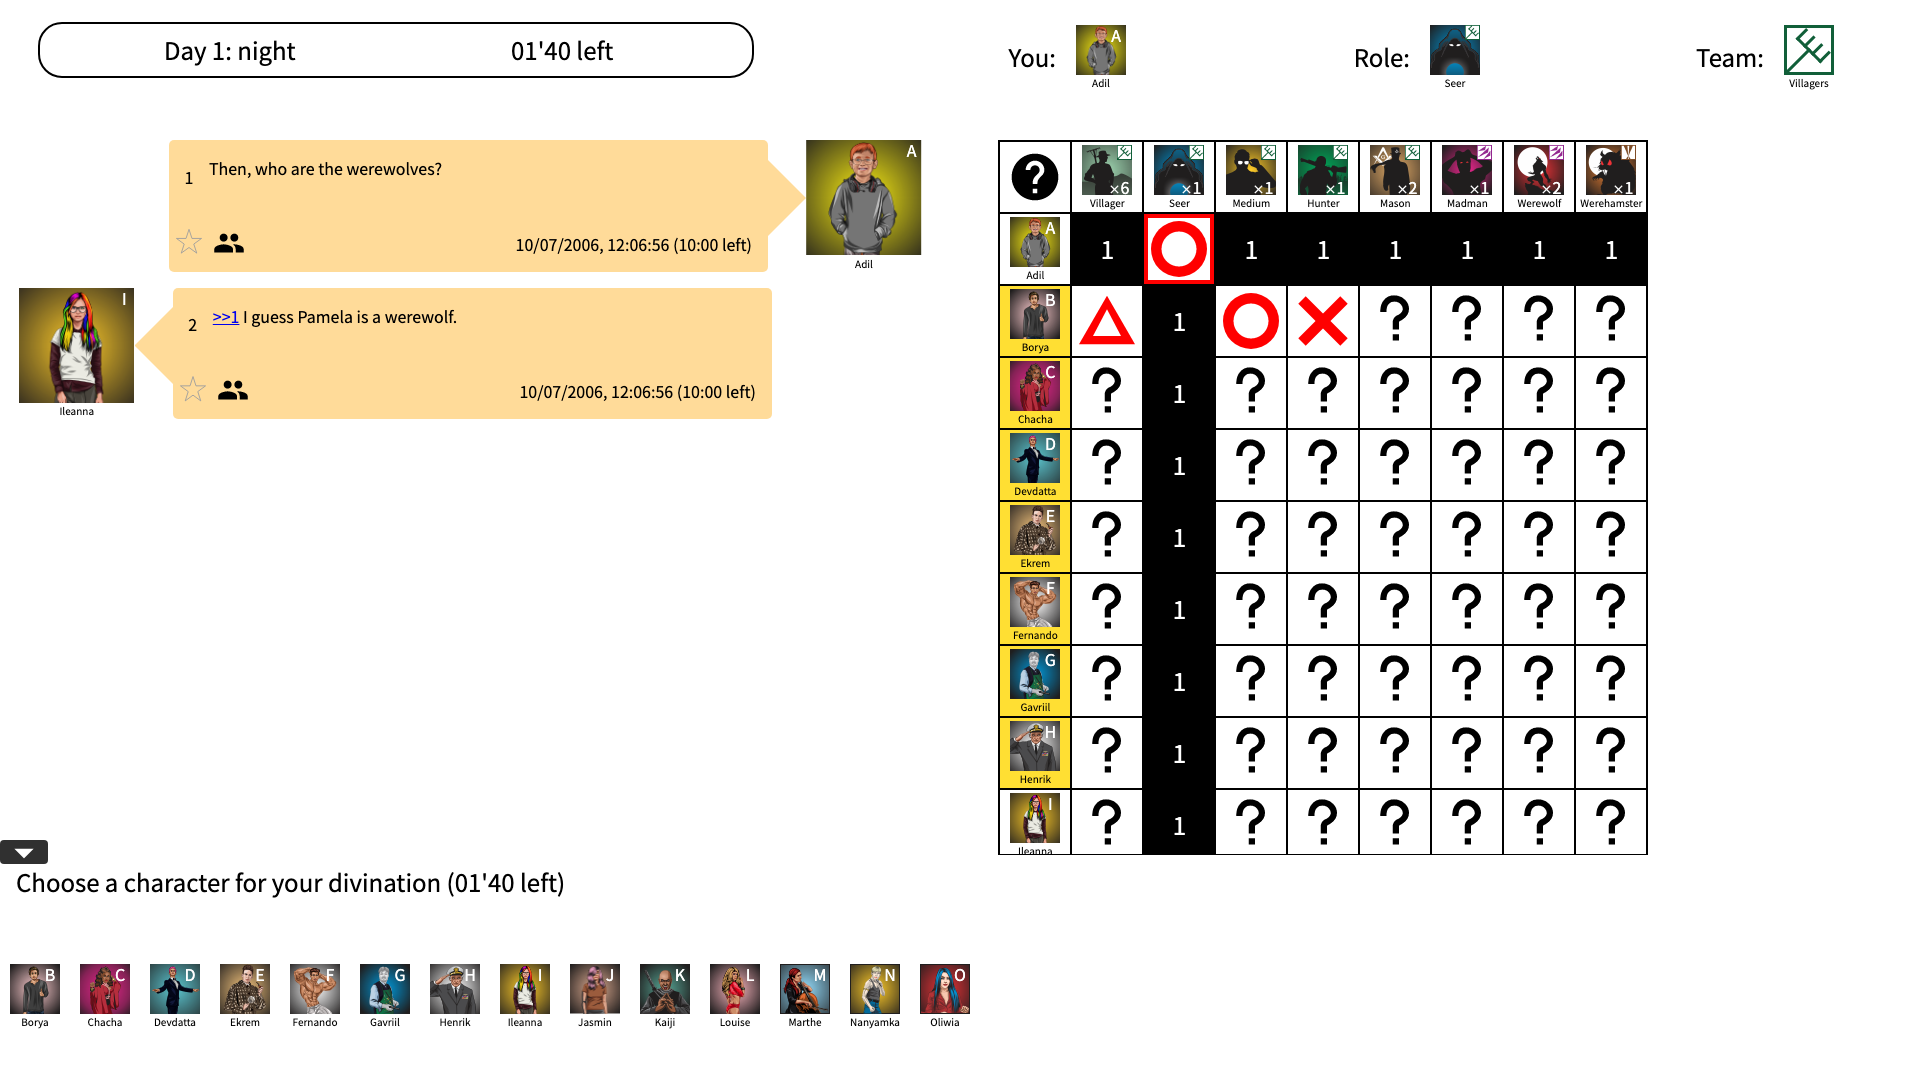 Day 1: night 01'40 left
You: A Adil Role: Seer Team: Villagers
1 Then, who are the werewolves?
10/07/2006, 12:06:56 (10:00 left)
A
Adil
I
Ileanna
2 >>1 I guess Pamela is a werewolf.
10/07/2006, 12:06:56 (10:00 left)
? ×6 ×1 ×1 ×1 ×2 ×1 ×2 ×1
Villager Seer Medium Hunter Mason Madman Werewolf Werehamster
A 1 1 1 1 1 1 1
Adil
B 1 ? ? ? ?
Borya
C ? 1 ? ? ? ? ? ?
Chacha
D ? 1 ? ? ? ? ? ?
Devdatta
E ? 1 ? ? ? ? ? ?
Ekrem
F ? 1 ? ? ? ? ? ?
Fernando
G ? 1 ? ? ? ? ? ?
Gavriil
H ? 1 ? ? ? ? ? ?
Henrik
I ? 1 ? ? ? ? ? ?
Ileanna
Choose a character for your divination (01'40 left)
B C D E F G H I J K L M N O
Borya Chacha Devdatta Ekrem Fernando Gavriil Henrik Ileanna Jasmin Kaiji Louise Marthe Nanyamka Oliwia